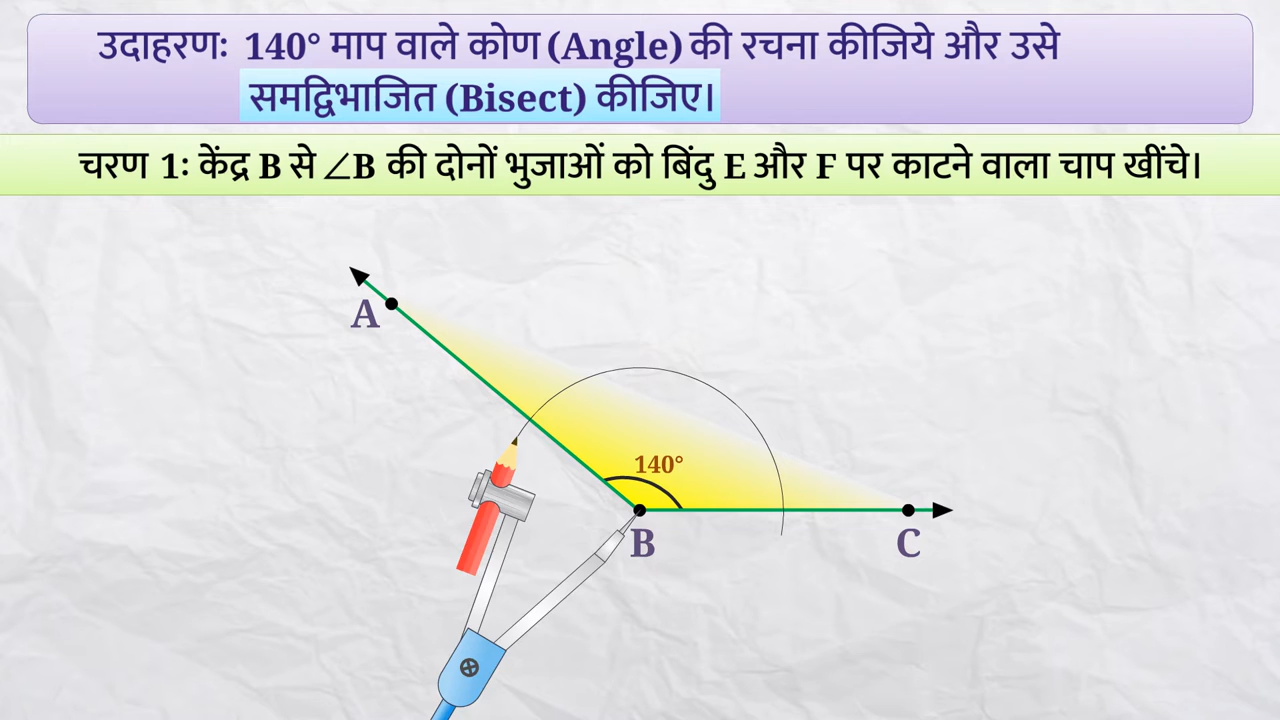 उदाहरणः 140° माप वाले कोण (Angle) की रचना कीजिये और उसे
समद्विभाजित (Bisect) कीजिए।
चरण 1: केंद्र B से ∠B की दोनों भुजाओं को बिंदु E और F पर काटने वाला चाप खींचे।
A
140°
B
C